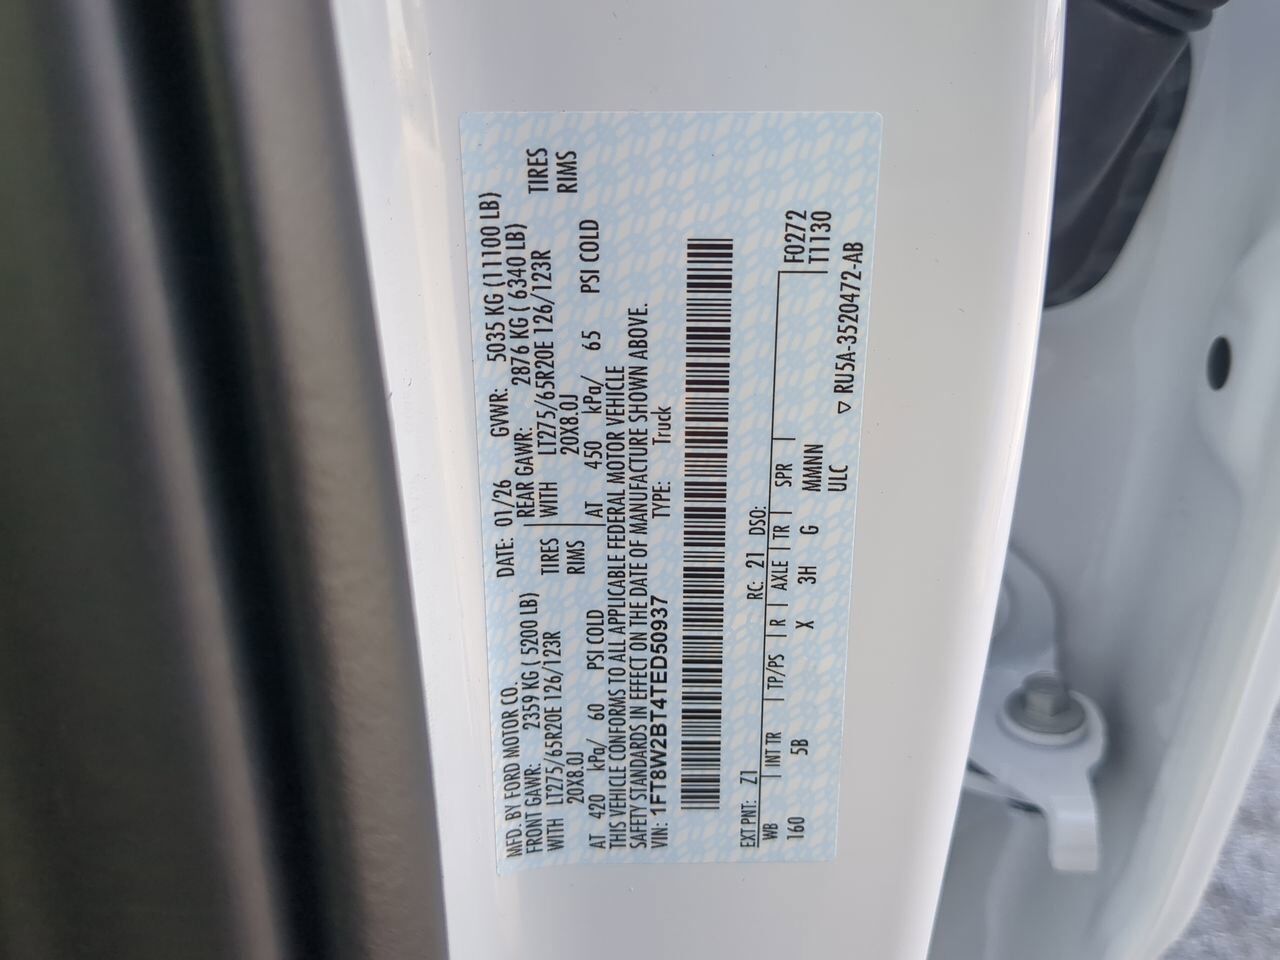 MFD. BY FORD MOTOR CO.
DATE: 01/26 GVWR: 5035 KG (11100 LB)
FRONT GAWR: 2359 KG ( 5200 LB)
REAR GAWR: 2876 KG ( 6340 LB)
WITH LT275/65R20E 126/123R TIRES
WITH LT275/65R20E 126/123R TIRES
20X8.0J RIMS
20X8.0J RIMS
AT 420 kPa/ 60 PSI COLD
AT 450 kPa/ 65 PSI COLD
THIS VEHICLE CONFORMS TO ALL APPLICABLE FEDERAL MOTOR VEHICLE
SAFETY STANDARDS IN EFFECT ON THE DATE OF MANUFACTURE SHOWN ABOVE.
VIN: 1FT8W2BT4TED50937 TYPE: Truck
EXT PNT: Z1 RC: 21 DSO:
WB INT TR TP/PS R AXLE TR SPR F0272
160 5B X 3H G MMNN T1130
ULC RU5A-3520472-AB